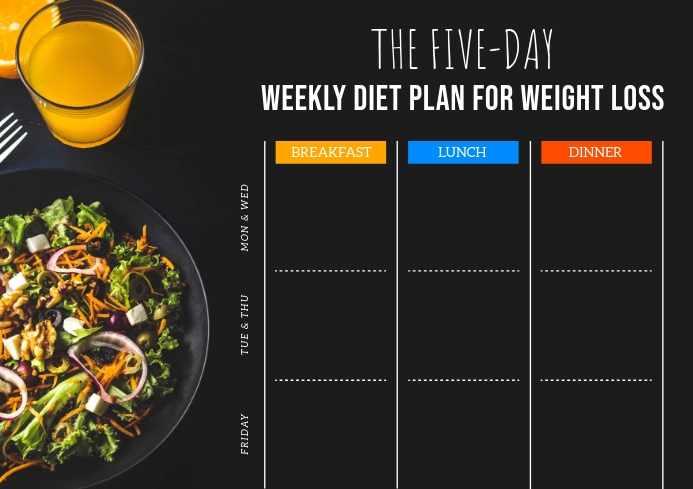 THE FIVE-DAY
WEEKLY DIET PLAN FOR WEIGHT LOSS
BREAKFAST LUNCH DINNER
MON & WED
TUE & THU
FRIDAY